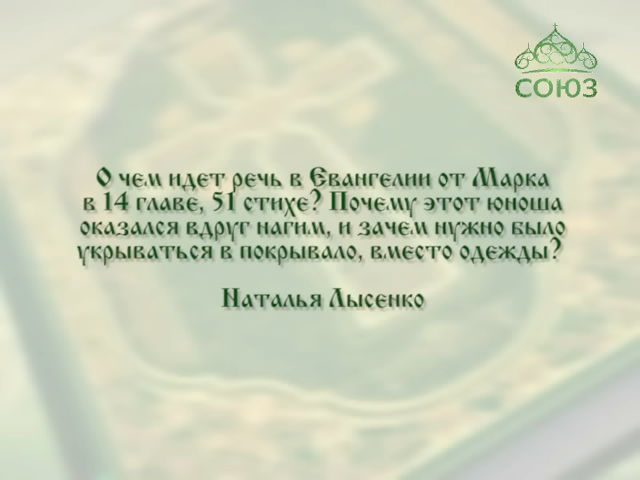 СОЮЗ
О чем идет речь в Евангелии от Марка
в 14 главе, 51 стихе? Почему этот юноша
оказался вдруг нагим, и зачем нужно было
укрываться в покрывало, вместо одежды?
Наталья Лысенко